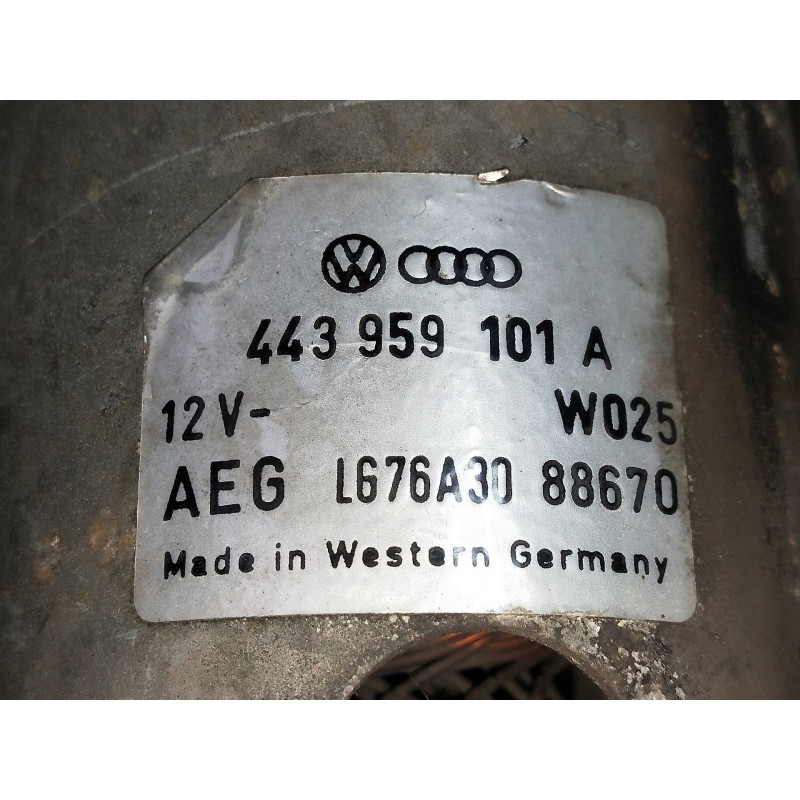 443 959 101 A
12V- W025
AEG L676A30 88670
Made in Western Germany